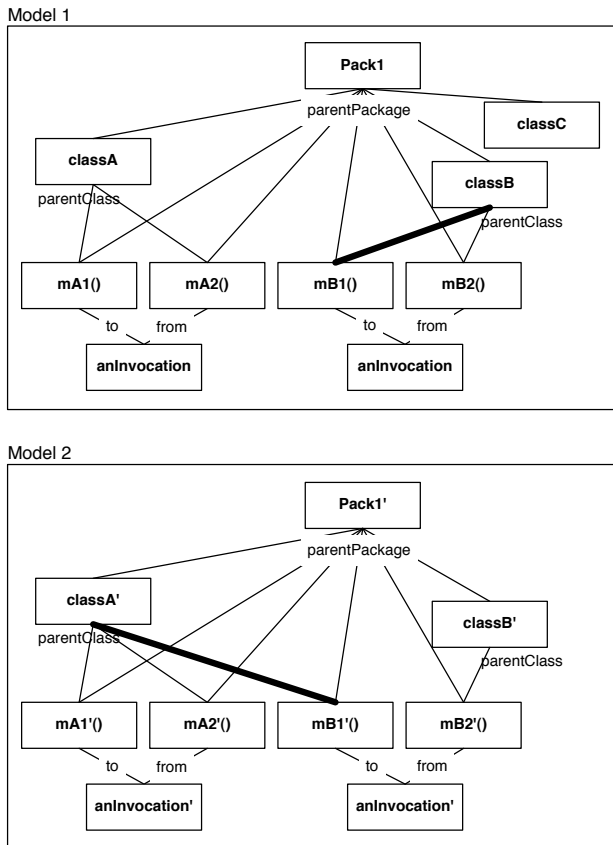 Model 1
Pack1
parentPackage
classC
classA
classB
parentClass
parentClass
mA1() mA2() mB1() mB2()
to from to from
anInvocation anInvocation
Model 2
Pack1'
parentPackage
classA'
classB'
parentClass
parentClass
mA1'() mA2'() mB1'() mB2'()
to from to from
anInvocation' anInvocation'